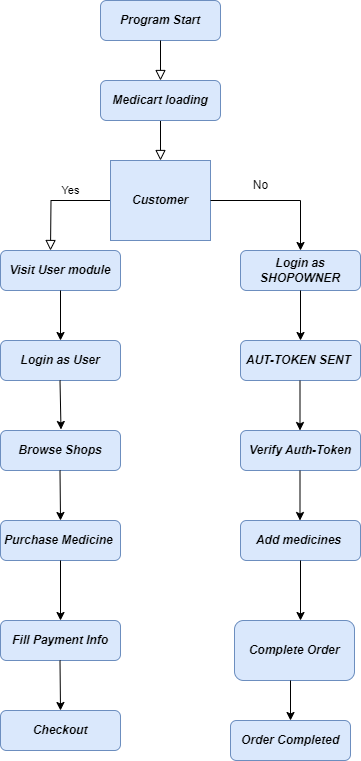 Program Start
Medicart loading
Customer
Yes
No
Visit User module
Login as
SHOPOWNER
Login as User
AUT-TOKEN SENT
Browse Shops
Verify Auth-Token
Purchase Medicine
Add medicines
Fill Payment Info
Complete Order
Checkout
Order Completed